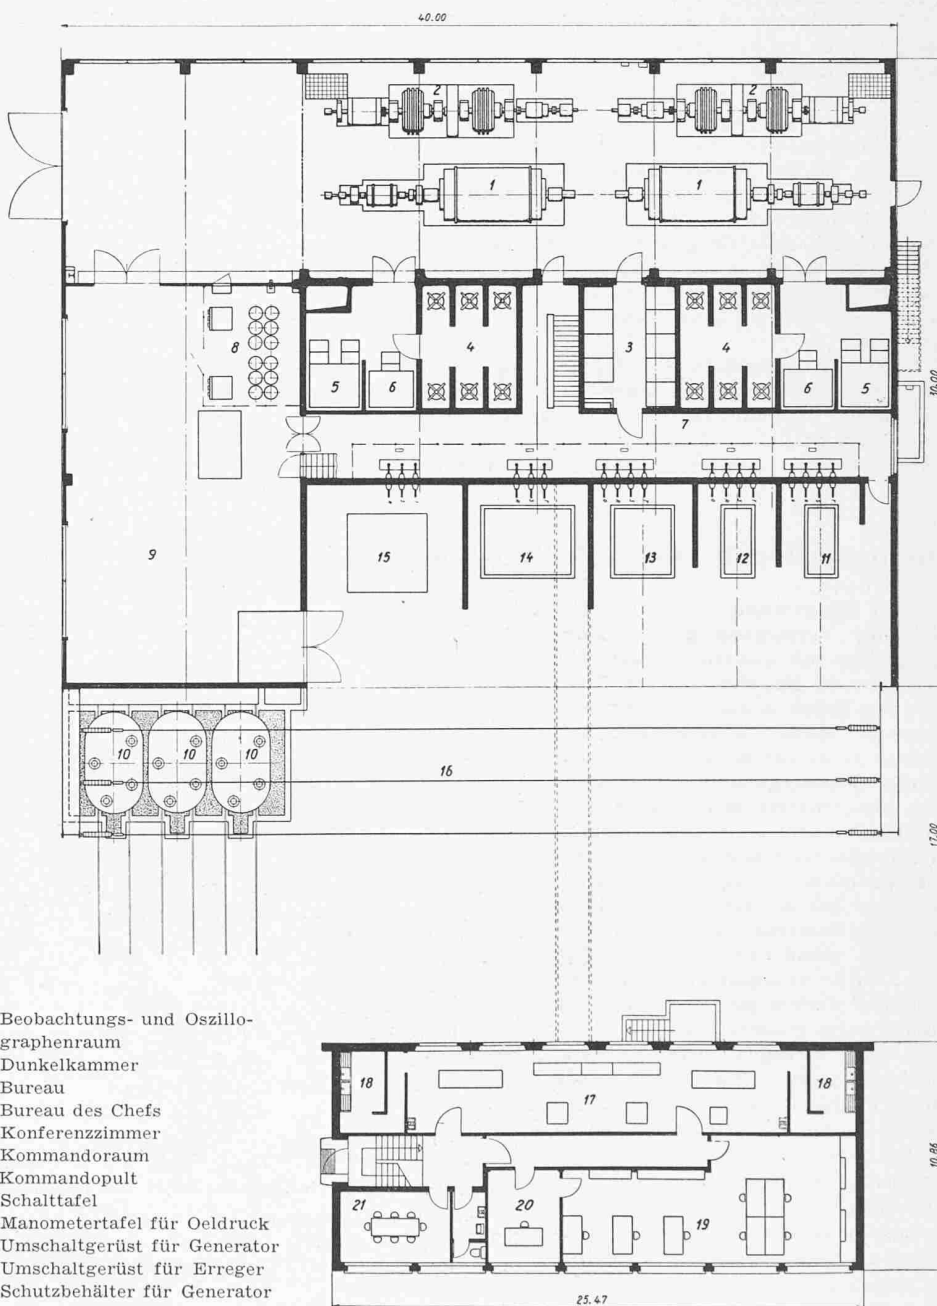 40.00
2
2
1
1
8
5
6
4
3
4
6
5
7
10.00
9
15
14
13
12
11
10
10
10
16
17.00
Beobachtungs- und Oszillo-
graphenraum
Dunkelkammer
Bureau
Bureau des Chefs
Konferenzzimmer
Kommandoraum
Kommandopult
Schalttafel
Manometertafel für Oeldruck
Umschaltgerüst für Generator
Umschaltgerüst für Erreger
Schutzbehälter für Generator
18
17
18
21
20
19
10.86
25.47